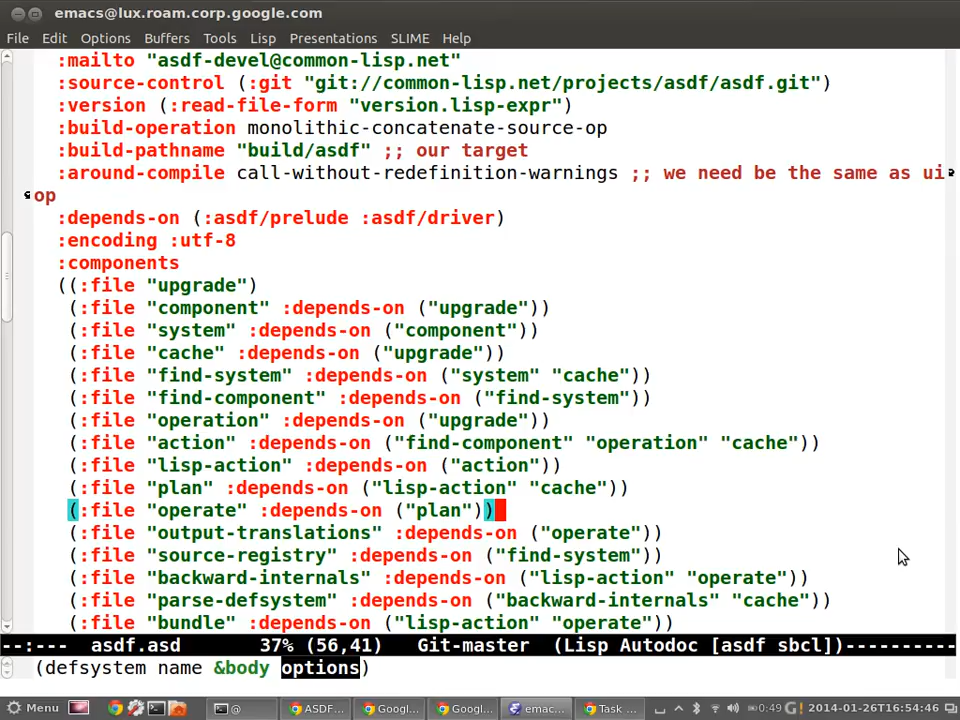 emacs@lux.roam.corp.google.com
File Edit Options Buffers Tools Lisp Presentations SLIME Help
:mailto "asdf-devel@common-lisp.net"
:source-control (:git "git://common-lisp.net/projects/asdf/asdf.git")
:version (:read-file-form "version.lisp-expr")
:build-operation monolithic-concatenate-source-op
:build-pathname "build/asdf" ;; our target
:around-compile call-without-redefinition-warnings ;; we need be the same as ui
op
:depends-on (:asdf/prelude :asdf/driver)
:encoding :utf-8
:components
((:file "upgrade")
(:file "component" :depends-on ("upgrade"))
(:file "system" :depends-on ("component"))
(:file "cache" :depends-on ("upgrade"))
(:file "find-system" :depends-on ("system" "cache"))
(:file "find-component" :depends-on ("find-system"))
(:file "operation" :depends-on ("upgrade"))
(:file "action" :depends-on ("find-component" "operation" "cache"))
(:file "lisp-action" :depends-on ("action"))
(:file "plan" :depends-on ("lisp-action" "cache"))
(:file "operate" :depends-on ("plan"))
(:file "output-translations" :depends-on ("operate"))
(:file "source-registry" :depends-on ("find-system"))
(:file "backward-internals" :depends-on ("lisp-action" "operate"))
(:file "parse-defsystem" :depends-on ("backward-internals" "cache"))
(:file "bundle" :depends-on ("lisp-action" "operate"))
--:--- asdf.asd 37% (56,41) Git-master (Lisp Autodoc [asdf sbcl])----------
(defsystem name &body options)
Menu @ ASDF... Googl... Googl... emac... Task ... 0:49 2014-01-26T16:54:46